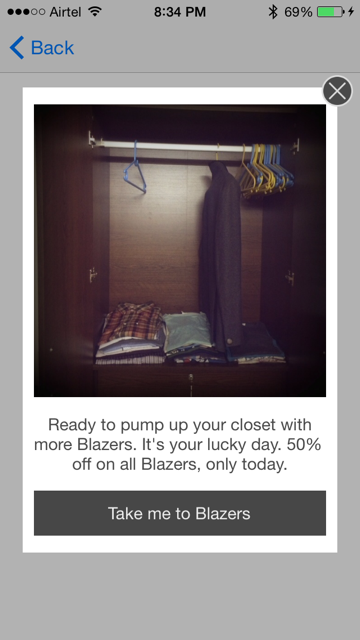 Airtel 8:34 PM 69%
Back
Ready to pump up your closet with
more Blazers. It's your lucky day. 50%
off on all Blazers, only today.
Take me to Blazers